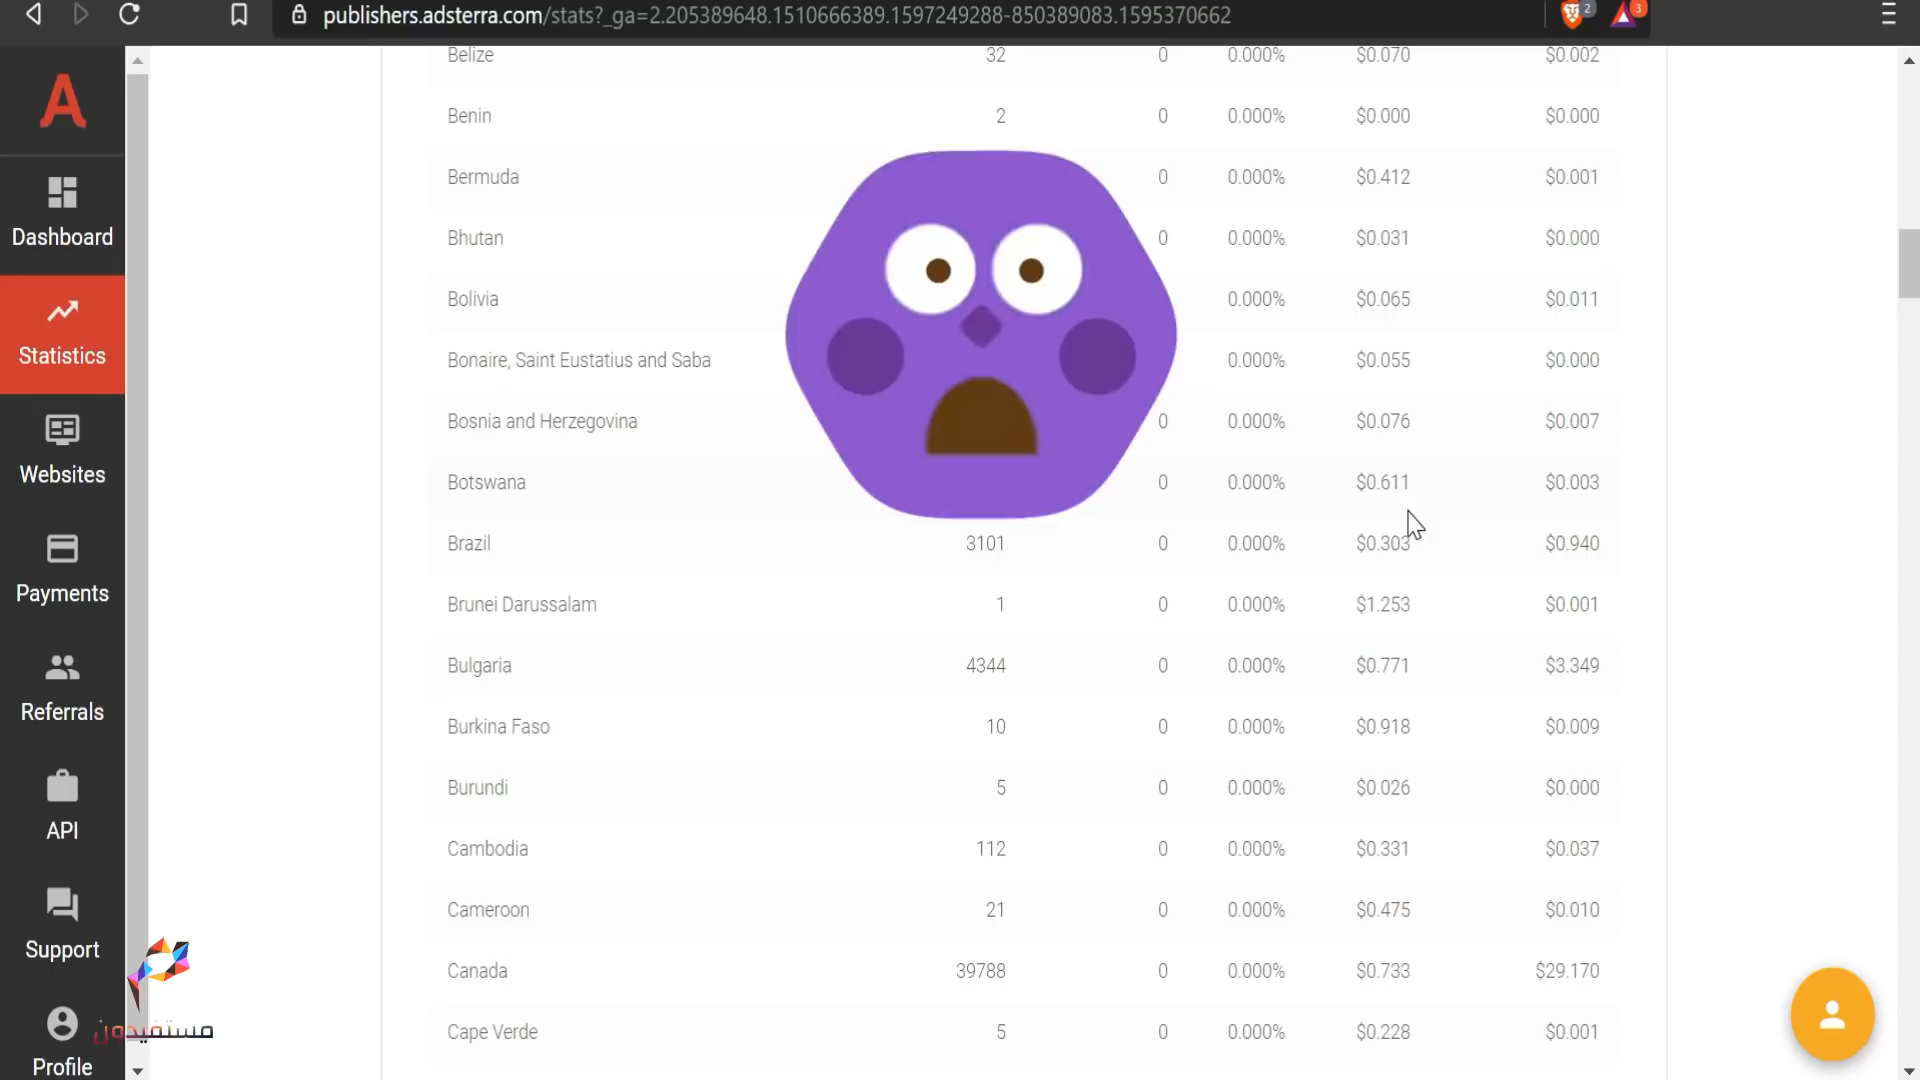 publishers.adsterra.com/stats?_ga=2.205389648.1510666389.1597249288-850389083.1595370662
2
3
Dashboard
Statistics
Websites
Payments
Referrals
API
Support
Profile
Belize 32 0 0.000% $0.070 $0.002
Benin 2 0 0.000% $0.000 $0.000
Bermuda 0 0.000% $0.412 $0.001
Bhutan 0 0.000% $0.031 $0.000
Bolivia 0.000% $0.065 $0.011
Bonaire, Saint Eustatius and Saba 0.000% $0.055 $0.000
Bosnia and Herzegovina 0 0.000% $0.076 $0.007
Botswana 0 0.000% $0.611 $0.003
Brazil 3101 0 0.000% $0.303 $0.940
Brunei Darussalam 1 0 0.000% $1.253 $0.001
Bulgaria 4344 0 0.000% $0.771 $3.349
Burkina Faso 10 0 0.000% $0.918 $0.009
Burundi 5 0 0.000% $0.026 $0.000
Cambodia 112 0 0.000% $0.331 $0.037
Cameroon 21 0 0.000% $0.475 $0.010
Canada 39788 0 0.000% $0.733 $29.170
Cape Verde 5 0 0.000% $0.228 $0.001
مستفيدون